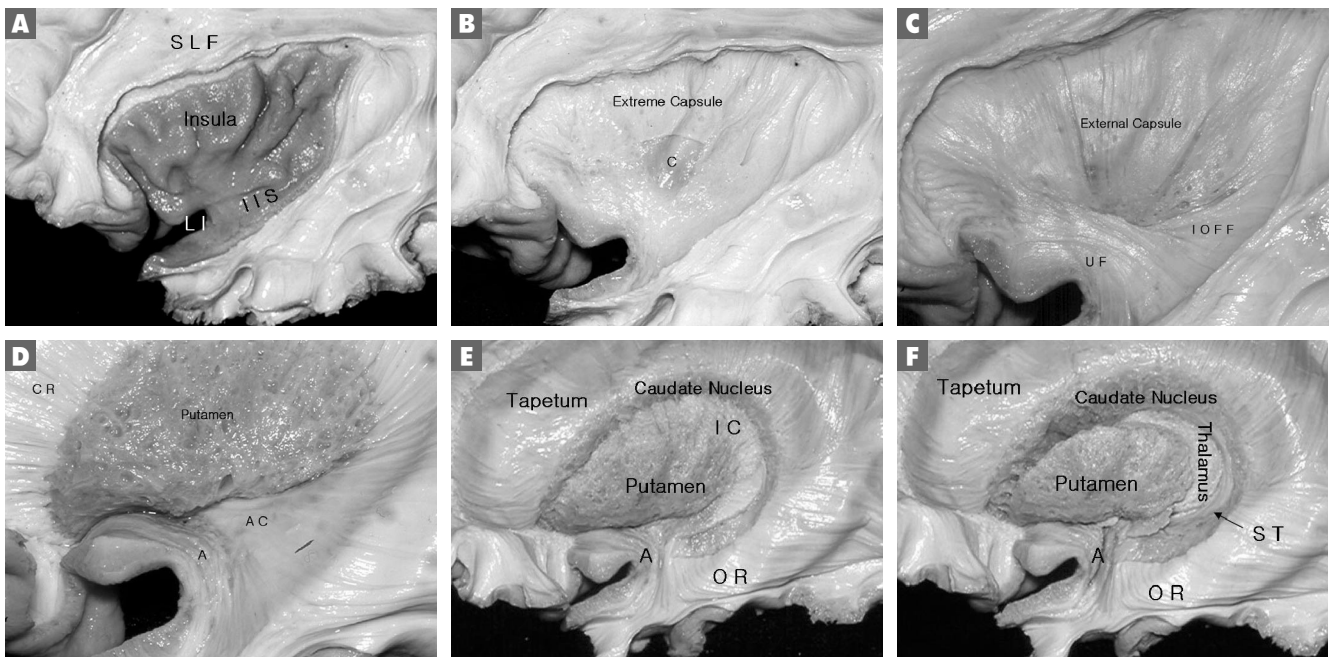 A
S L F
Insula
I I S
L I
B
Extreme Capsule
C
C
External Capsule
I O F F
U F
D
C R
Putamen
A C
A
E
Caudate Nucleus
Tapetum
I C
Putamen
A
O R
F
Tapetum
Caudate Nucleus
Thalamus
Putamen
S T
A
O R